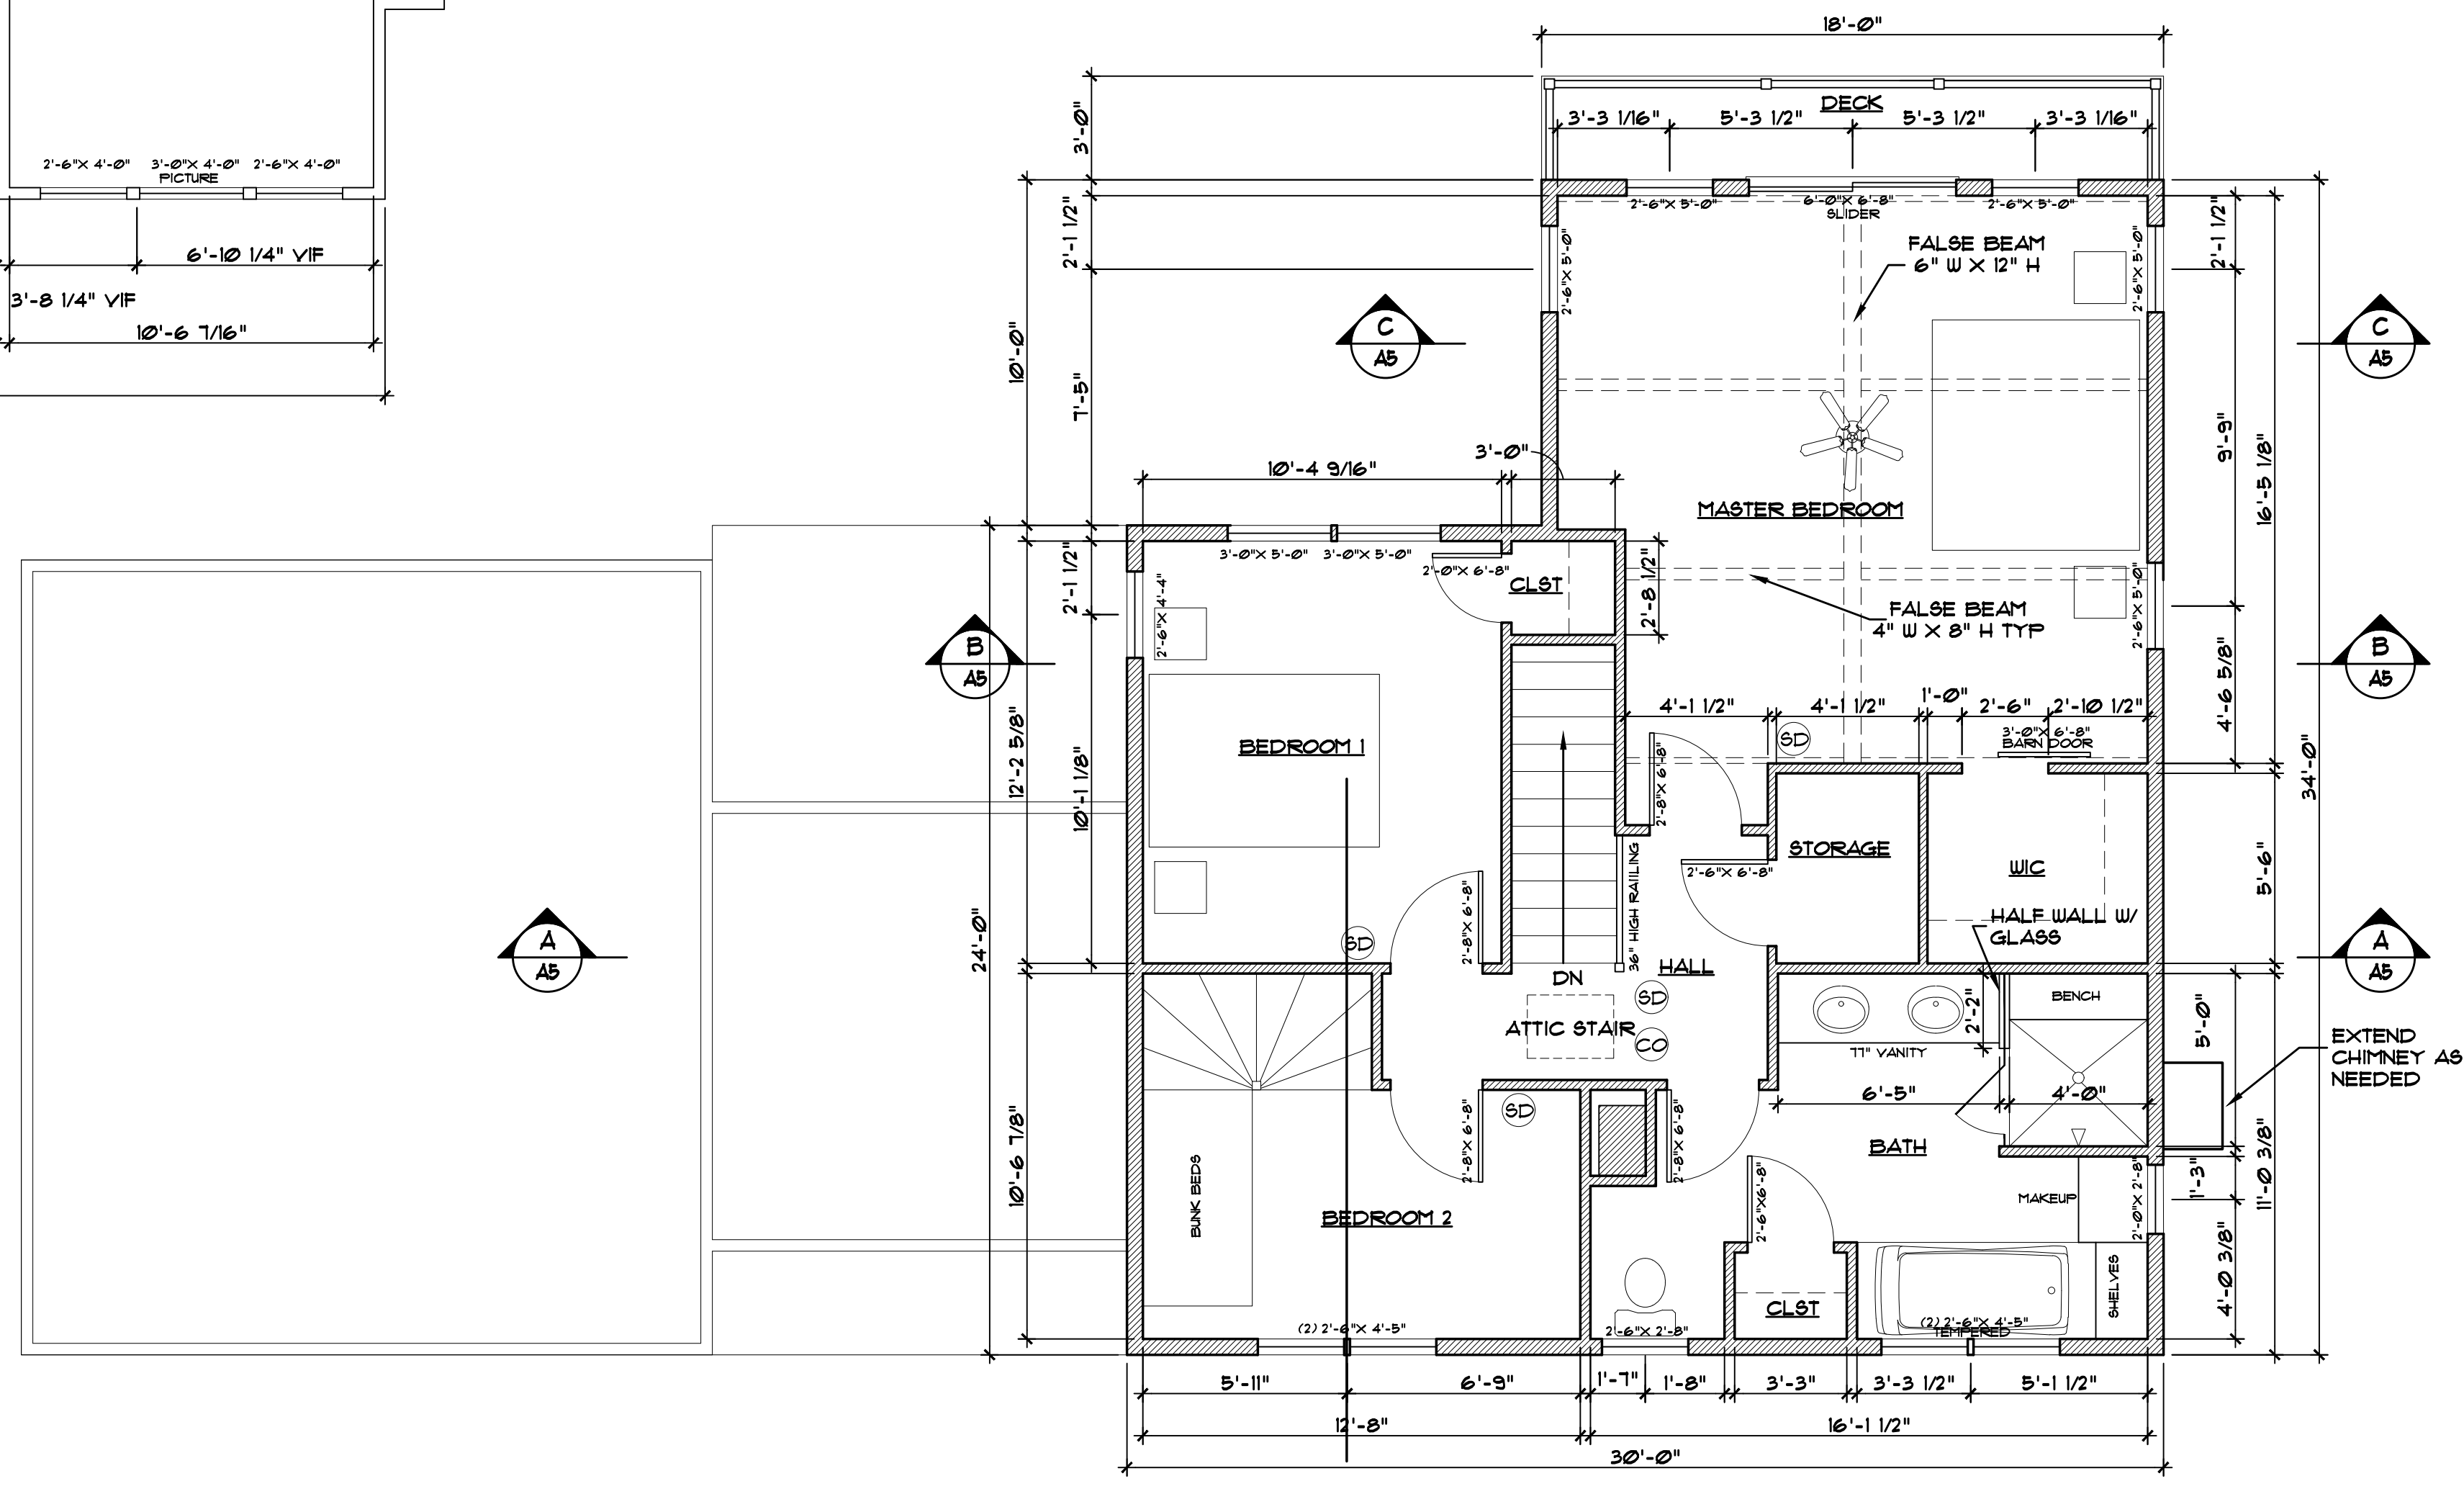 18'-0"
DECK
3'-3 1/16" 5'-3 1/2" 5'-3 1/2" 3'-3 1/16"
3'-0"
2'-6"X 4'-0" 3'-0"X 4'-0" 2'-6"X 4'-0"
PICTURE
6'-10 1/4" VIF
3'-8 1/4" VIF
10'-6 7/16"
2'-6"X 5'-0" 6'-0"X 6'-8" 2'-6"X 5'-0"
SLIDER
2'-1 1/2"
2'-6"X 5'-0"
FALSE BEAM
6" W X 12" H
2'-6"X 5'-0"
2'-1 1/2"
C
A5
C
A5
10'-0"
7'-5"
9'-9"
16'-5 1/8"
3'-0"
10'-4 9/16"
MASTER BEDROOM
3'-0"X 5'-0" 3'-0"X 5'-0"
2'-0"X 6'-8"
CLST
2'-8 1/2"
2'-1 1/2"
2'-6"X 4'-4"
FALSE BEAM
4" W X 8" H TYP
2'-6"X 5'-0"
B
A5
B
A5
4'-6 5/8"
4'-1 1/2" 4'-1 1/2" 1'-0" 2'-6" 2'-10 1/2"
3'-0"X 6'-8"
BARN DOOR
SD
BEDROOM 1
12'-2 5/8"
10'-1 1/8"
2'-8"X 6'-8"
34'-0"
STORAGE
WIC
5'-6"
2'-6"X 6'-8"
36" HIGH RAIILING
2'-8"X 6'-8"
SD
HALF WALL W/
GLASS
24'-0"
A
A5
A
A5
HALL
DN
SD
ATTIC STAIR
CO
2'-2"
BENCH
77" VANITY
5'-0"
EXTEND
CHIMNEY AS
NEEDED
6'-5" 4'-0"
SD
2'-8"X 6'-8"
2'-8"X 6'-8"
BATH
10'-6 7/8"
BUNK BEDS
BEDROOM 2
2'-6"X6'-8"
MAKEUP
2'-0"X 2'-8"
1'-3"
11'-0 3/8"
4'-0 3/8"
SHELVES
CLST
(2) 2'-6"X 4'-5"
2'-6"X 2'-8"
(2) 2'-6"X 4'-5"
TEMPERED
5'-11" 6'-9" 1'-7" 1'-8" 3'-3" 3'-3 1/2" 5'-1 1/2"
12'-8" 16'-1 1/2"
30'-0"